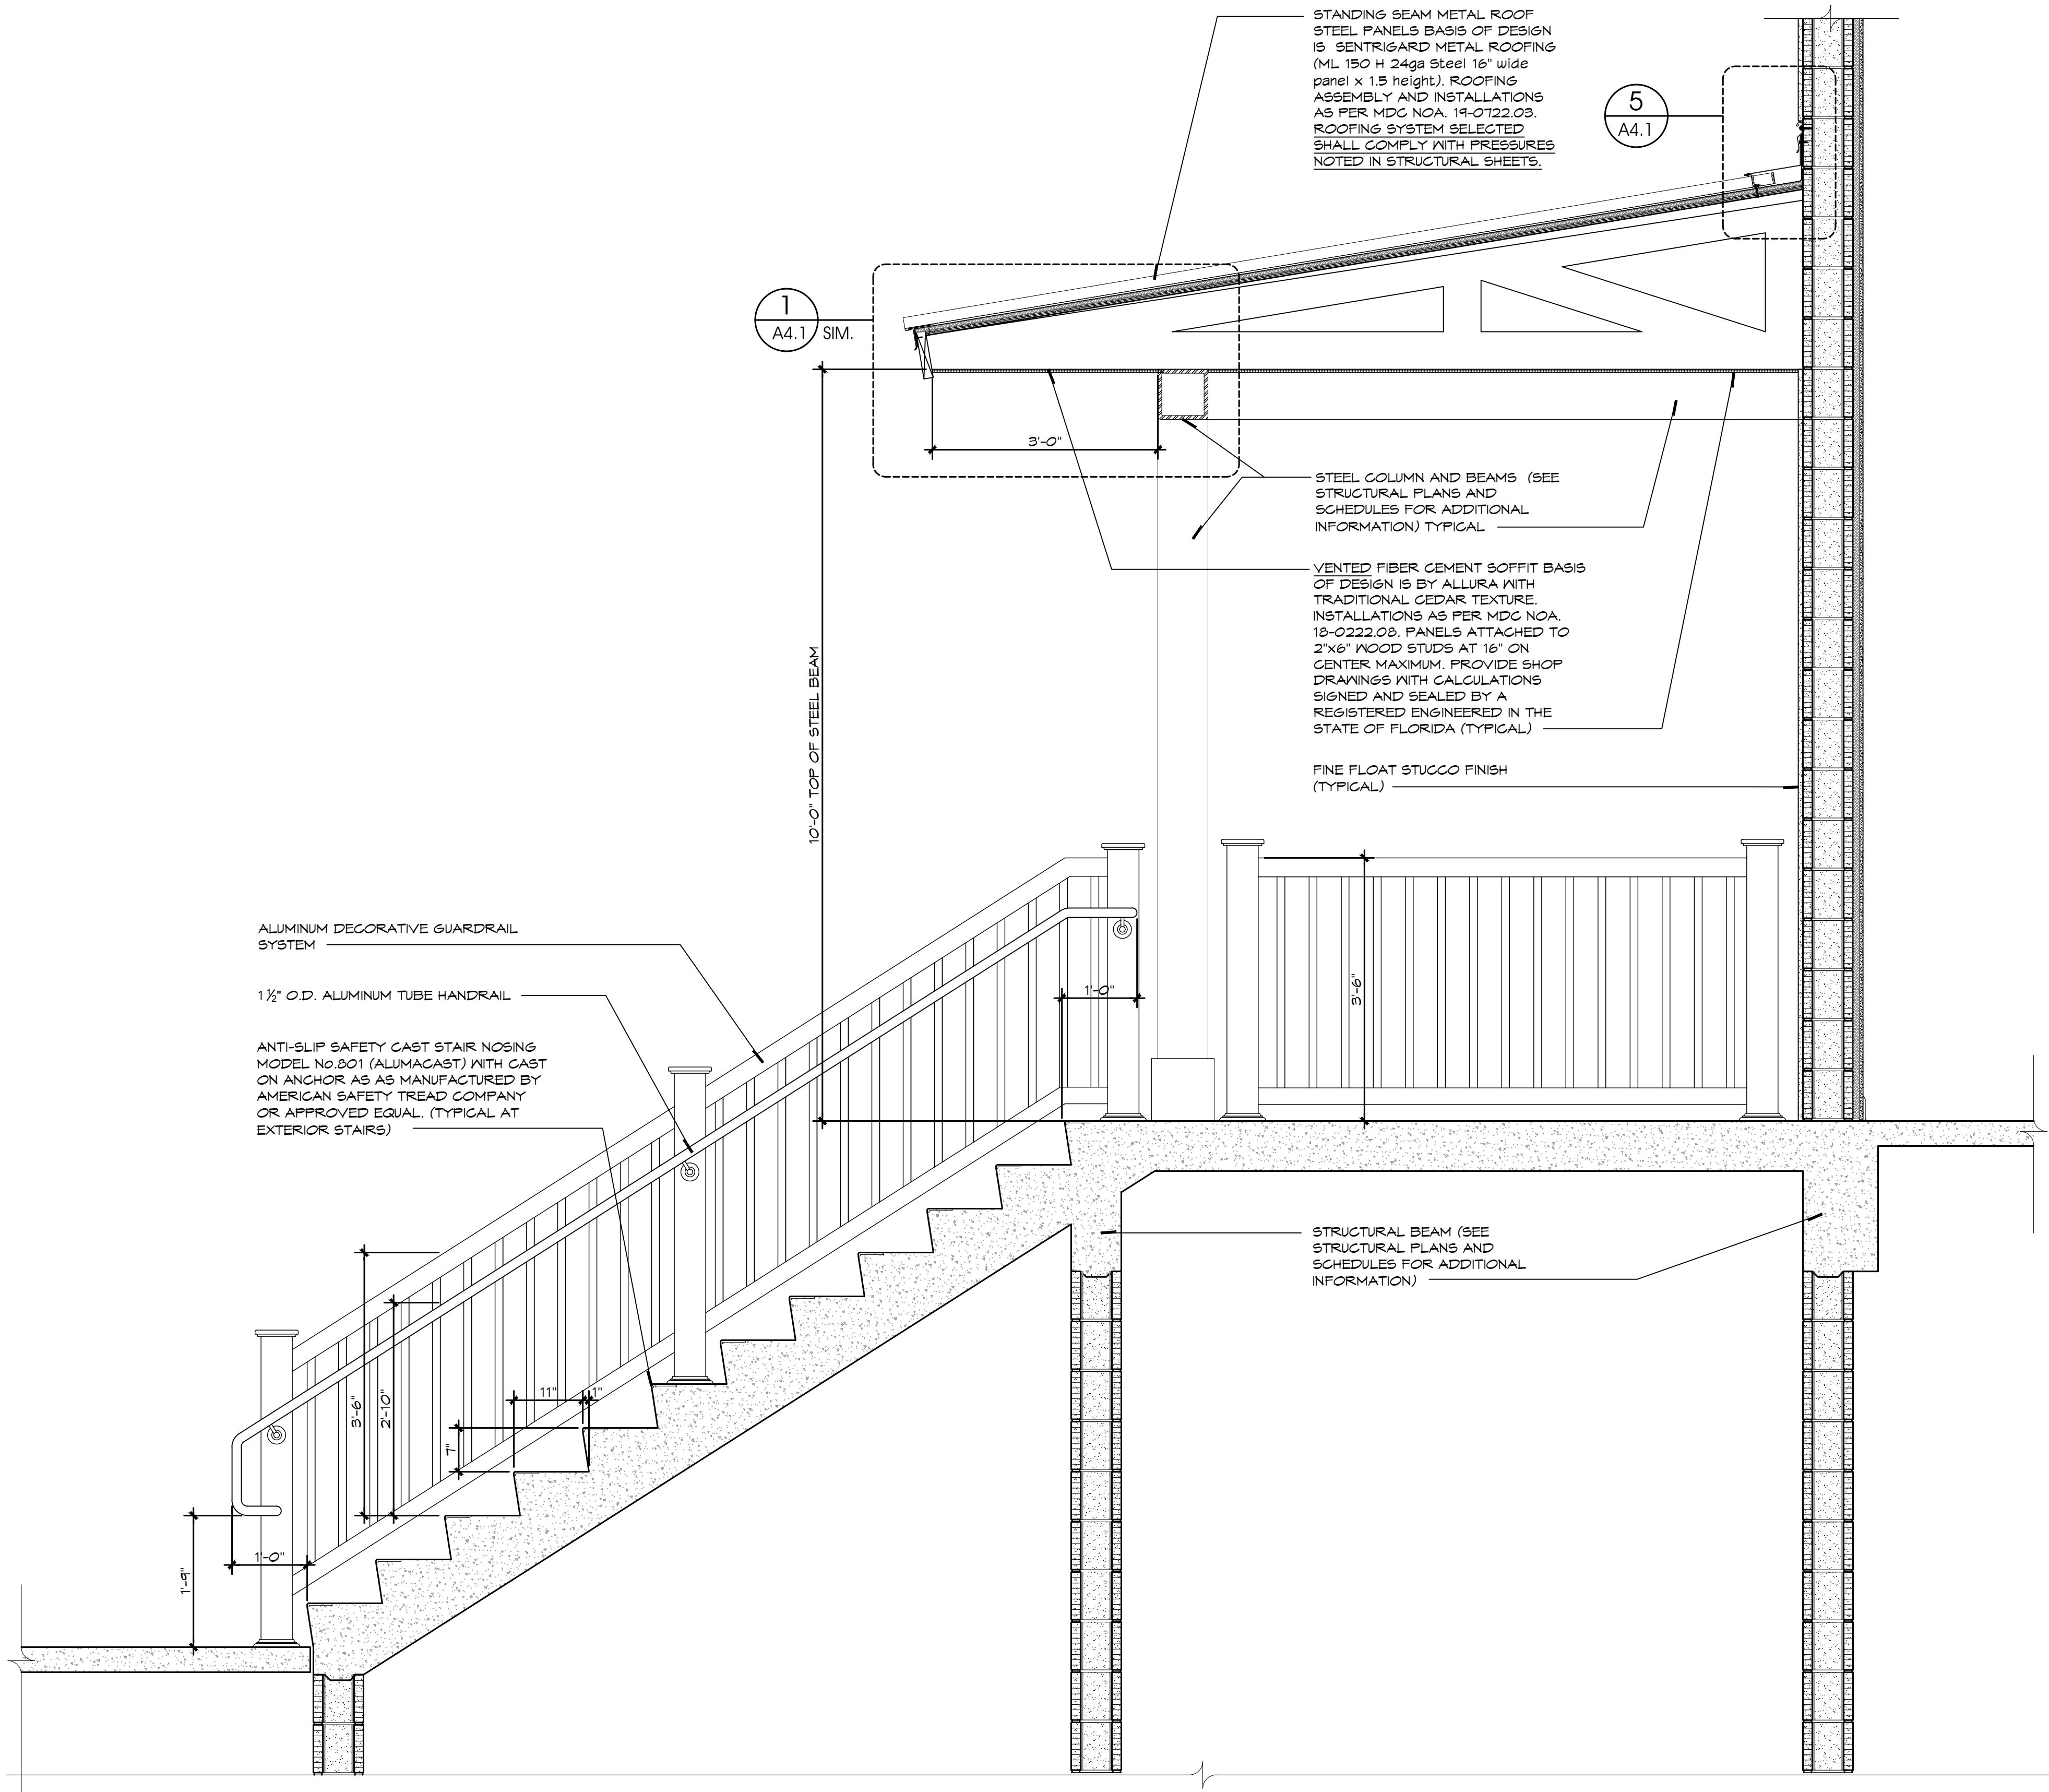 STANDING SEAM METAL ROOF
STEEL PANELS BASIS OF DESIGN
IS SENTRIGARD METAL ROOFING
(ML 150 H 24ga Steel 16" wide
panel x 1.5 height). ROOFING
ASSEMBLY AND INSTALLATIONS
AS PER MDC NOA. 19-0722.03.
ROOFING SYSTEM SELECTED
SHALL COMPLY WITH PRESSURES
NOTED IN STRUCTURAL SHEETS.
5
A4.1
1
A4.1 SIM.
3'-0"
STEEL COLUMN AND BEAMS (SEE
STRUCTURAL PLANS AND
SCHEDULES FOR ADDITIONAL
INFORMATION) TYPICAL
VENTED FIBER CEMENT SOFFIT BASIS
OF DESIGN IS BY ALLURA WITH
TRADITIONAL CEDAR TEXTURE.
INSTALLATIONS AS PER MDC NOA.
18-0222.08. PANELS ATTACHED TO
2"x6" WOOD STUDS AT 16" ON
CENTER MAXIMUM. PROVIDE SHOP
DRAWINGS WITH CALCULATIONS
SIGNED AND SEALED BY A
REGISTERED ENGINEERED IN THE
STATE OF FLORIDA (TYPICAL)
10'-0" TOP OF STEEL BEAM
FINE FLOAT STUCCO FINISH
(TYPICAL)
ALUMINUM DECORATIVE GUARDRAIL
SYSTEM
1 ½" O.D. ALUMINUM TUBE HANDRAIL
1'-0"
3'-6"
ANTI-SLIP SAFETY CAST STAIR NOSING
MODEL No.801 (ALUMACAST) WITH CAST
ON ANCHOR AS AS MANUFACTURED BY
AMERICAN SAFETY TREAD COMPANY
OR APPROVED EQUAL. (TYPICAL AT
EXTERIOR STAIRS)
STRUCTURAL BEAM (SEE
STRUCTURAL PLANS AND
SCHEDULES FOR ADDITIONAL
INFORMATION)
3'-6"
2'-10"
11"
1"
7"
1'-0"
1'-9"